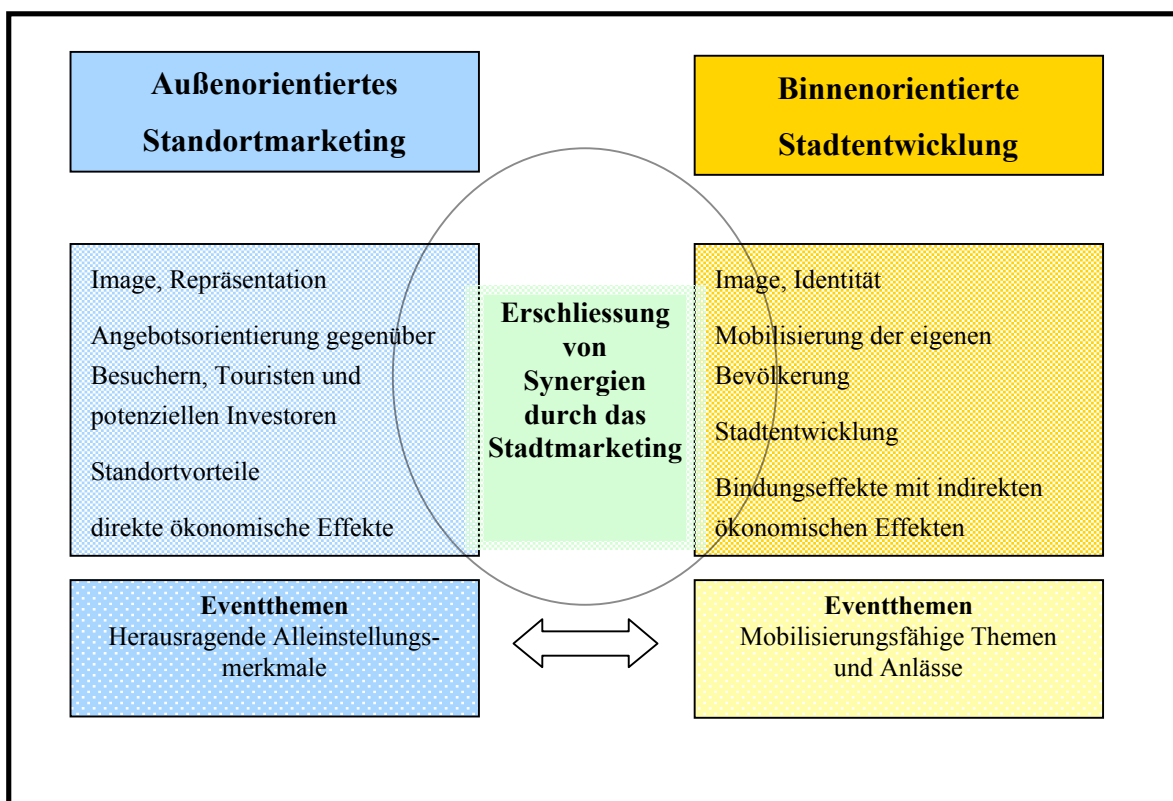 Außenorientiertes
Standortmarketing
Binnenorientierte
Stadtentwicklung
Image, Repräsentation
Angebotsorientierung gegenüber
Besuchern, Touristen und
potenziellen Investoren
Standortvorteile
direkte ökonomische Effekte
Erschliessung
von
Synergien
durch das
Stadtmarketing
Image, Identität
Mobilisierung der eigenen
Bevölkerung
Stadtentwicklung
Bindungseffekte mit indirekten
ökonomischen Effekten
Eventthemen
Herausragende Alleinstellungs-
merkmale
Eventthemen
Mobilisierungsfähige Themen
und Anlässe